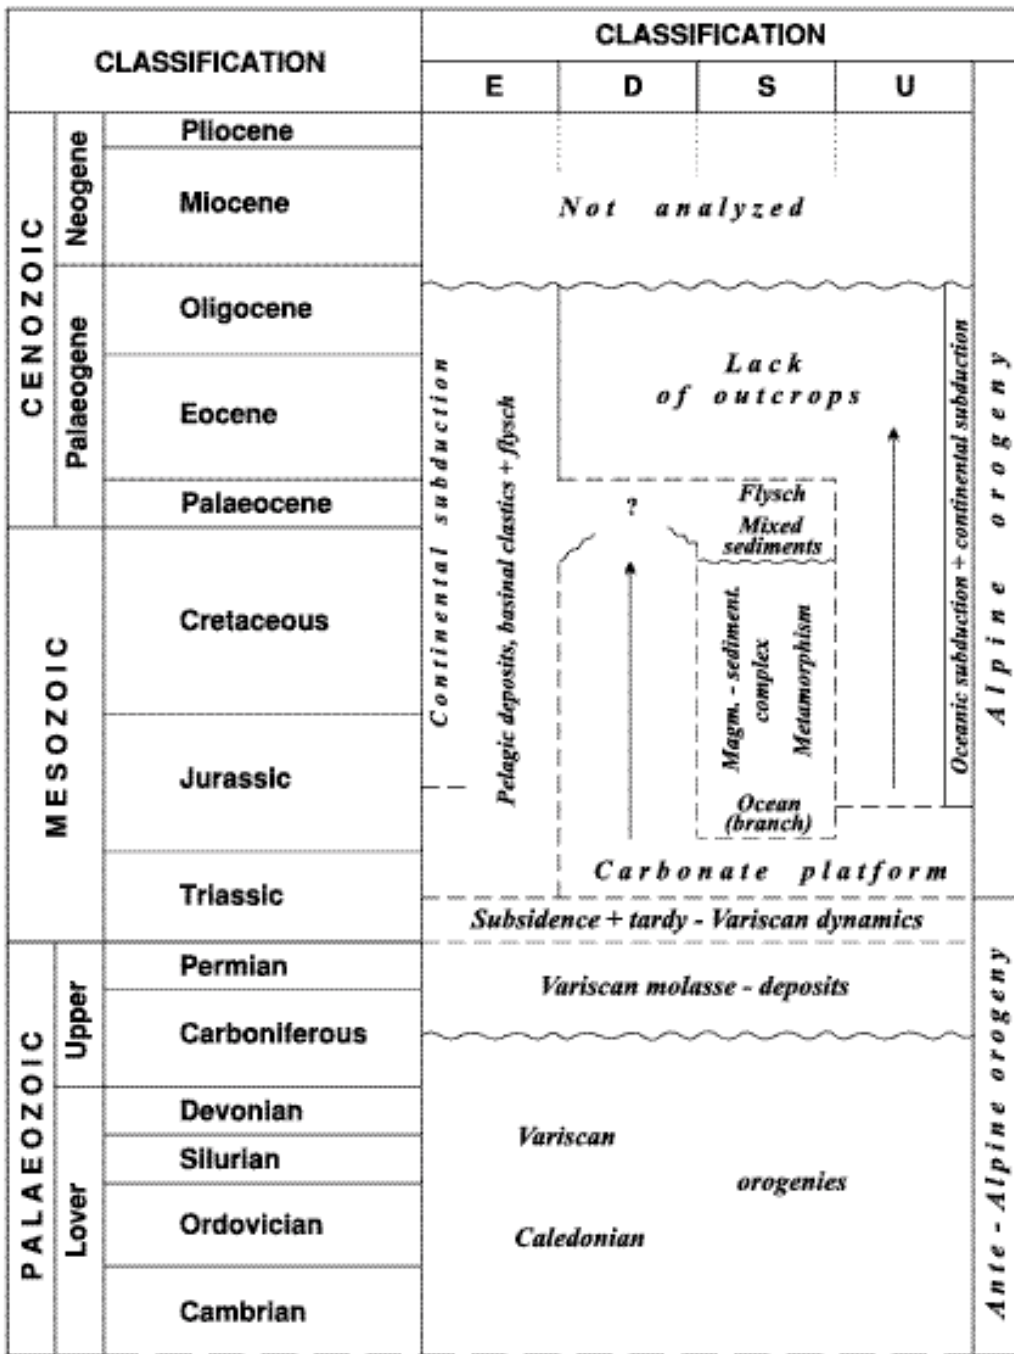 CLASSIFICATION
CLASSIFICATION
E D S U
CENOZOIC
Neogene
Pliocene
Miocene
Not analyzed
Palaeogene
Oligocene
Eocene
Palaeocene
Continental subduction
Pelagic deposits, basinal clastics + flysch
Lack
of outcrops
?
Flysch
Mixed
sediments
Oceanic subduction + continental subduction
Alpine orogeny
MESOZOIC
Cretaceous
Jurassic
Triassic
Magm. - sediment.
complex
Metamorphism
Ocean
(branch)
Carbonate platform
Subsidence + tardy - Variscan dynamics
PALAEOZOIC
Upper
Permian
Carboniferous
Variscan molasse - deposits
Lover
Devonian
Silurian
Ordovician
Cambrian
Variscan
orogenies
Caledonian
Ante - Alpine orogeny